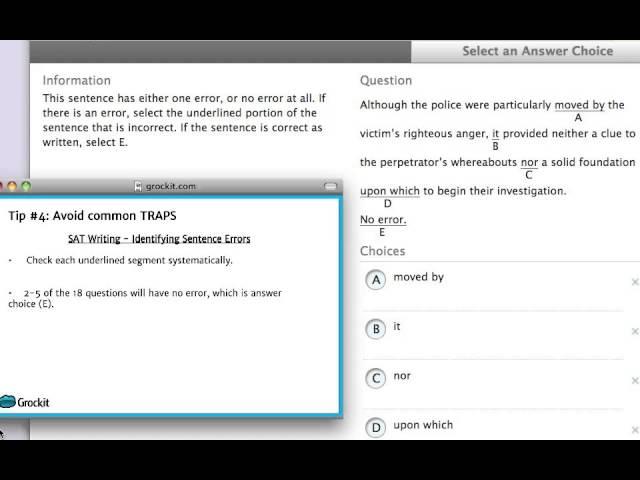 Select an Answer Choice
Information
This sentence has either one error, or no error at all. If
there is an error, select the underlined portion of the
sentence that is incorrect. If the sentence is correct as
written, select E.
grockit.com
Tip #4: Avoid common TRAPS
SAT Writing - Identifying Sentence Errors
• Check each underlined segment systematically.
• 2-5 of the 18 questions will have no error, which is answer
choice (E).
Grockit
Question
Although the police were particularly moved by the
A
victim's righteous anger, it provided neither a clue to
B
the perpetrator's whereabouts nor a solid foundation
C
upon which to begin their investigation.
D
No error.
E
Choices
A moved by
B it
C nor
D upon which